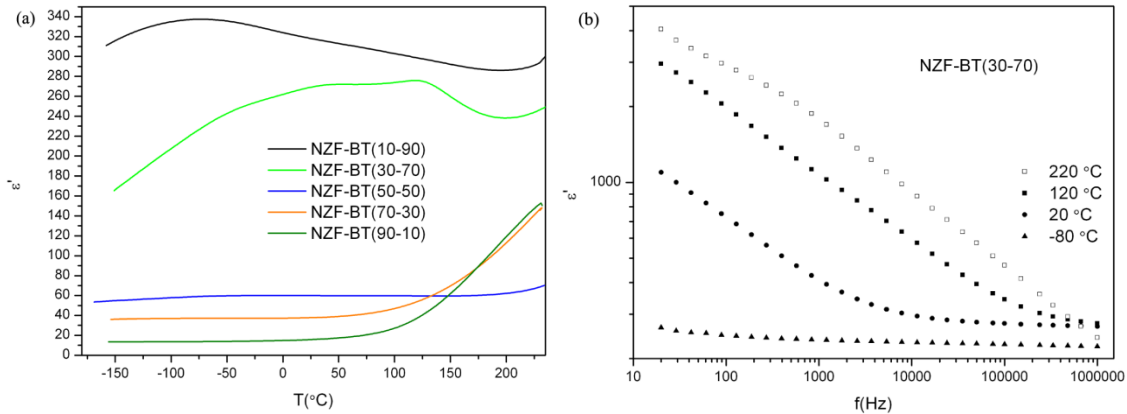 (a)
340
320
300
280
260
240
220
200
180
160
140
120
100
80
60
40
20
0
ε'
NZF-BT(10-90)
NZF-BT(30-70)
NZF-BT(50-50)
NZF-BT(70-30)
NZF-BT(90-10)
-150 -100 -50 0 50 100 150 200
T(°C)
(b)
NZF-BT(30-70)
1000
ε'
220 °C
120 °C
20 °C
-80 °C
10 100 1000 10000 100000 1000000
f(Hz)